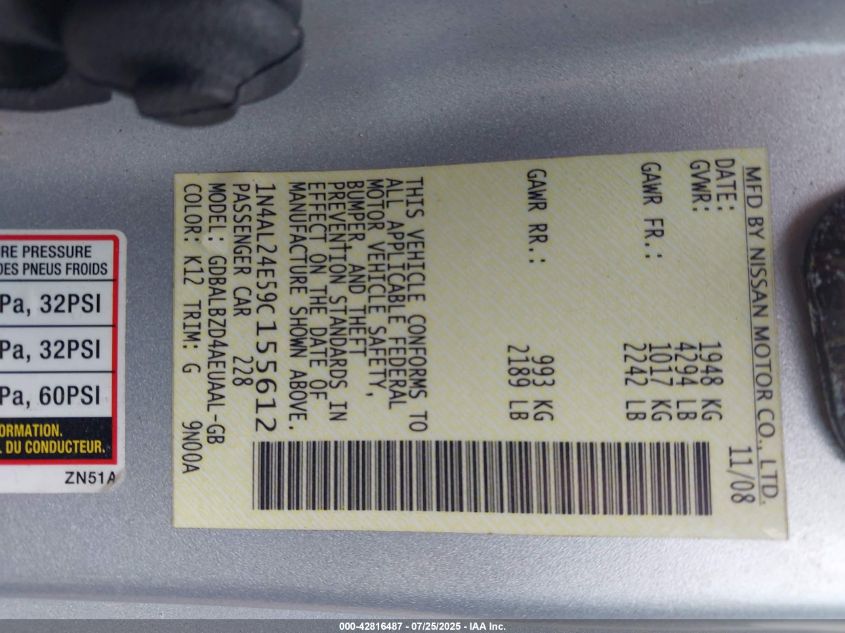 MFD BY NISSAN MOTOR CO., LTD.
DATE: 11/08
GVWR: 1948 KG
4294 LB
GAWR FR.: 1017 KG
2242 LB
GAWR RR.: 993 KG
2189 LB
THIS VEHICLE CONFORMS TO
ALL APPLICABLE FEDERAL
MOTOR VEHICLE SAFETY,
BUMPER, AND THEFT
PREVENTION STANDARDS IN
EFFECT ON THE DATE OF
MANUFACTURE SHOWN ABOVE.
1N4AL24E59C155612
PASSENGER CAR 228
MODEL: GDBALBZD4AEUAAL-GB
COLOR: K12 TRIM: G 9N00A
RE PRESSURE
DES PNEUS FROIDS
Pa, 32PSI
Pa, 32PSI
Pa, 60PSI
FORMATION.
L DU CONDUCTEUR.
ZN51A
000-42816487 - 07/25/2025 - IAA Inc.